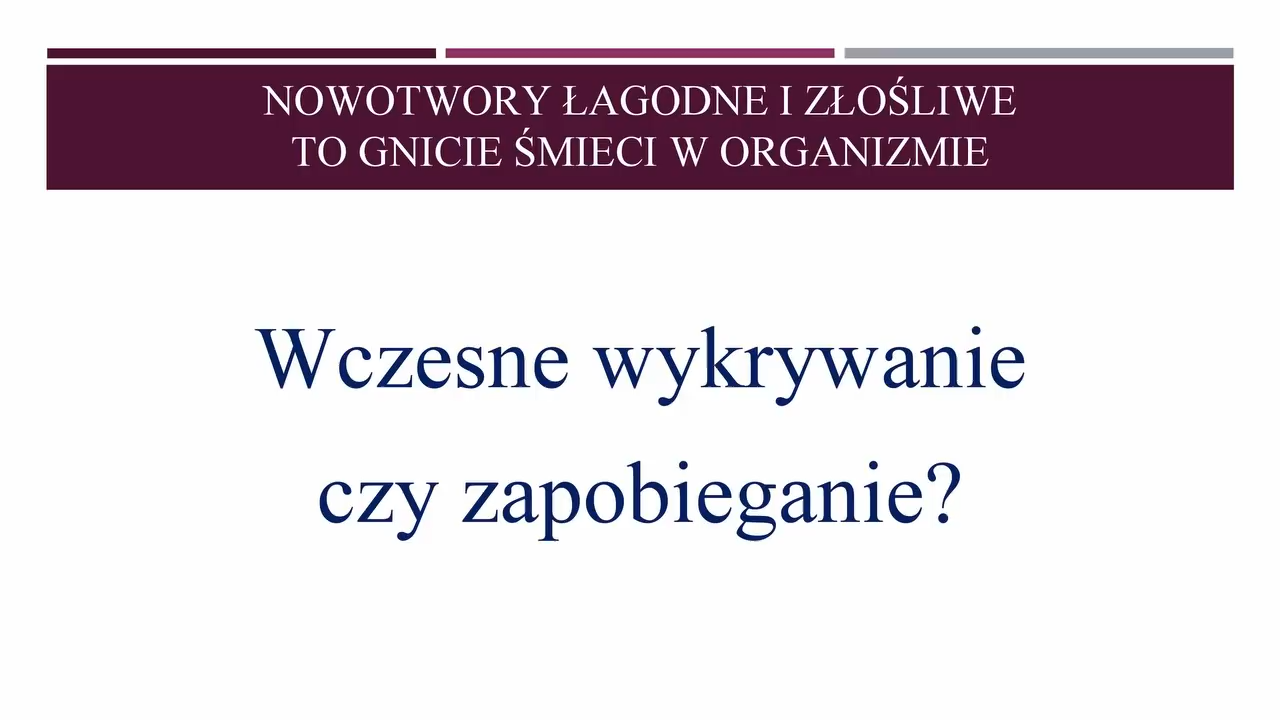 NOWOTWORY ŁAGODNE I ZŁOŚLIWE
TO GNICIE ŚMIECI W ORGANIZMIE
Wczesne wykrywanie
czy zapobieganie?